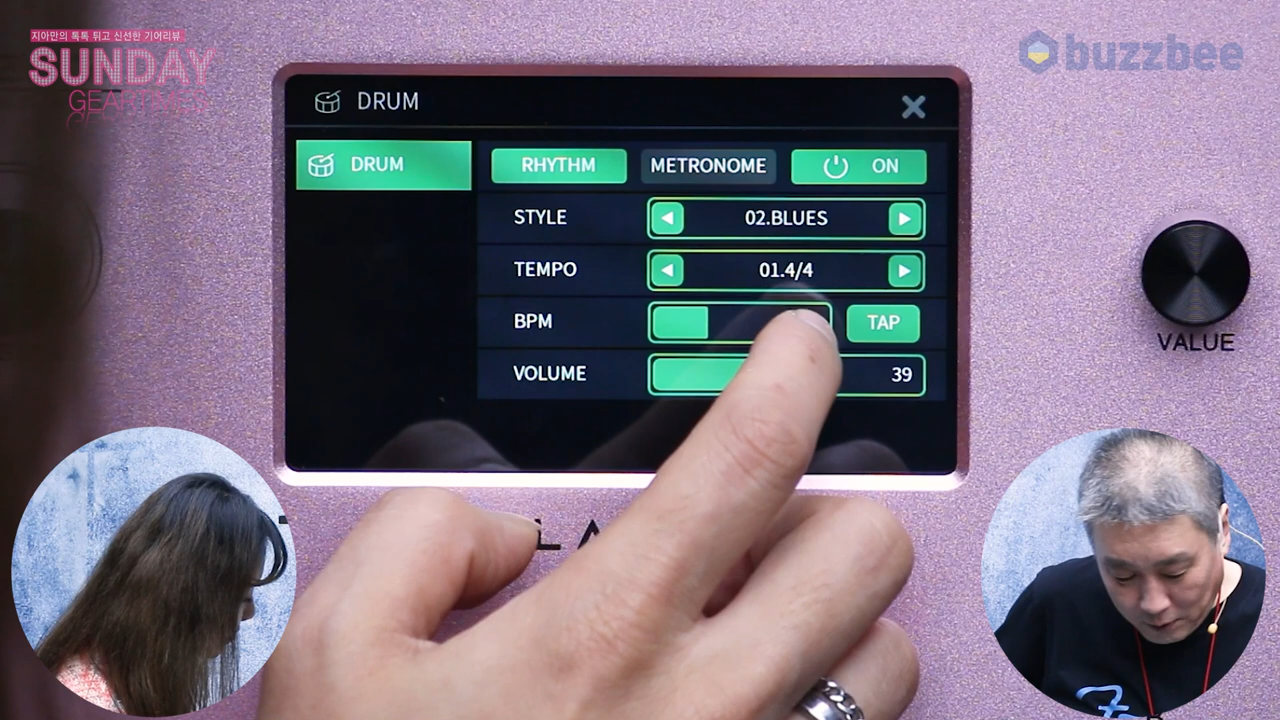 지아만의 톡톡 튀고 신선한 기어리뷰
SUNDAY
GEARTIMES
buzzbee
DRUM
DRUM
RHYTHM
METRONOME
ON
STYLE
02.BLUES
TEMPO
01.4/4
BPM
TAP
VOLUME
39
VALUE